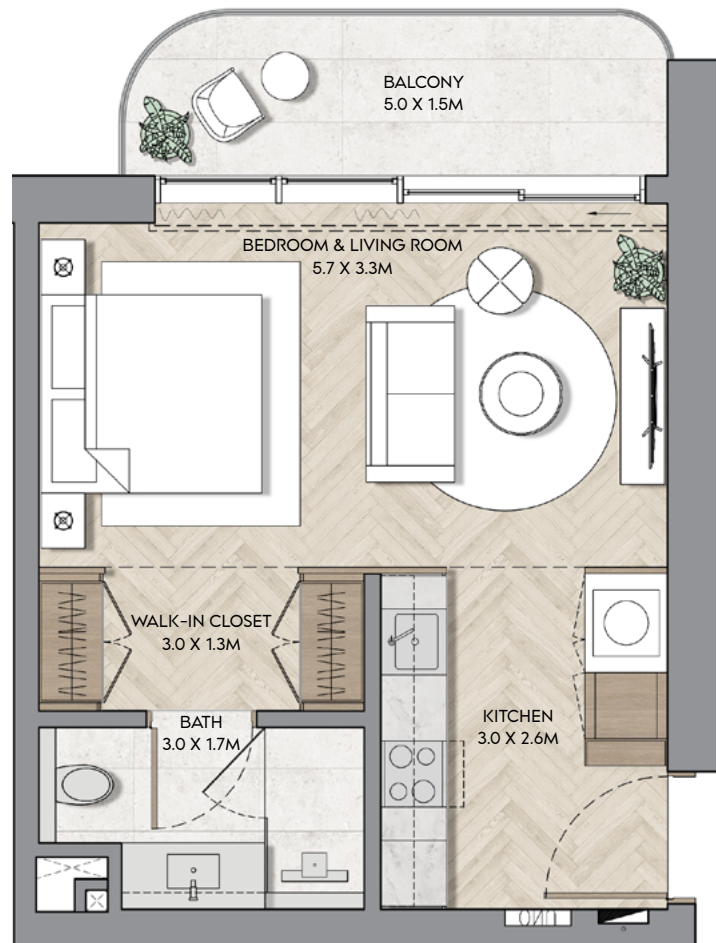 BALCONY
5.0 X 1.5M
BEDROOM & LIVING ROOM
5.7 X 3.3M
WALK-IN CLOSET
3.0 X 1.3M
BATH
3.0 X 1.7M
KITCHEN
3.0 X 2.6M